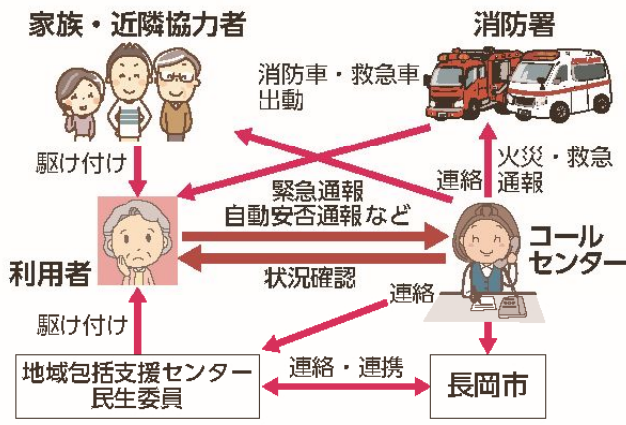 家族・近隣協力者
消防署
消防車・救急車
出動
駆け付け
連絡
火災・救急
通報
緊急通報
自動安否通報など
コール
センター
利用者
状況確認
連絡
駆け付け
地域包括支援センター
民生委員
連絡・連携
長岡市